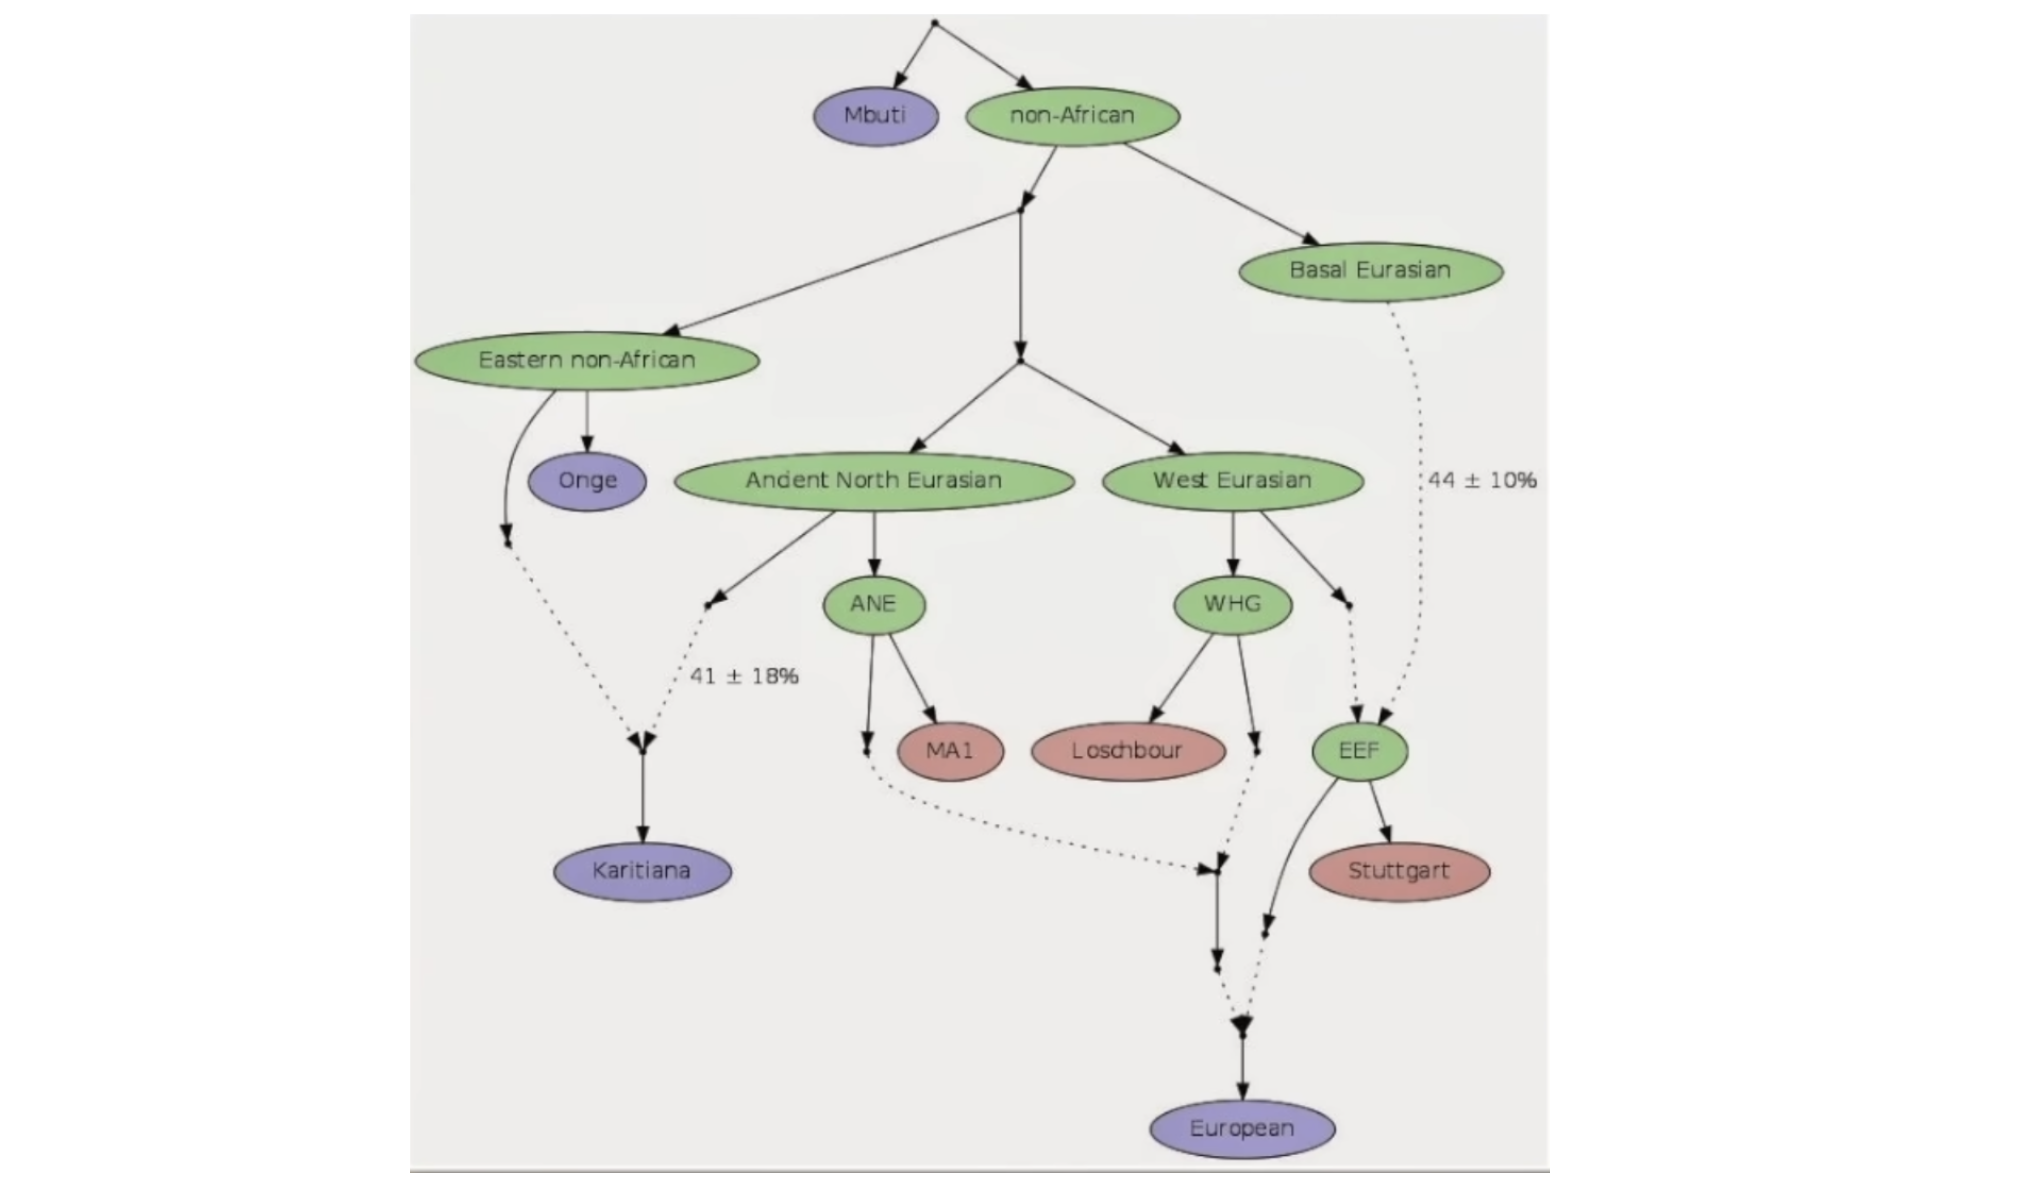 Mbuti
non-African
Basal Eurasian
Eastern non-African
Onge
Ancient North Eurasian
West Eurasian
44 ± 10%
ANE
WHG
41 ± 18%
MA1
Loschbour
EEF
Karitiana
Stuttgart
European